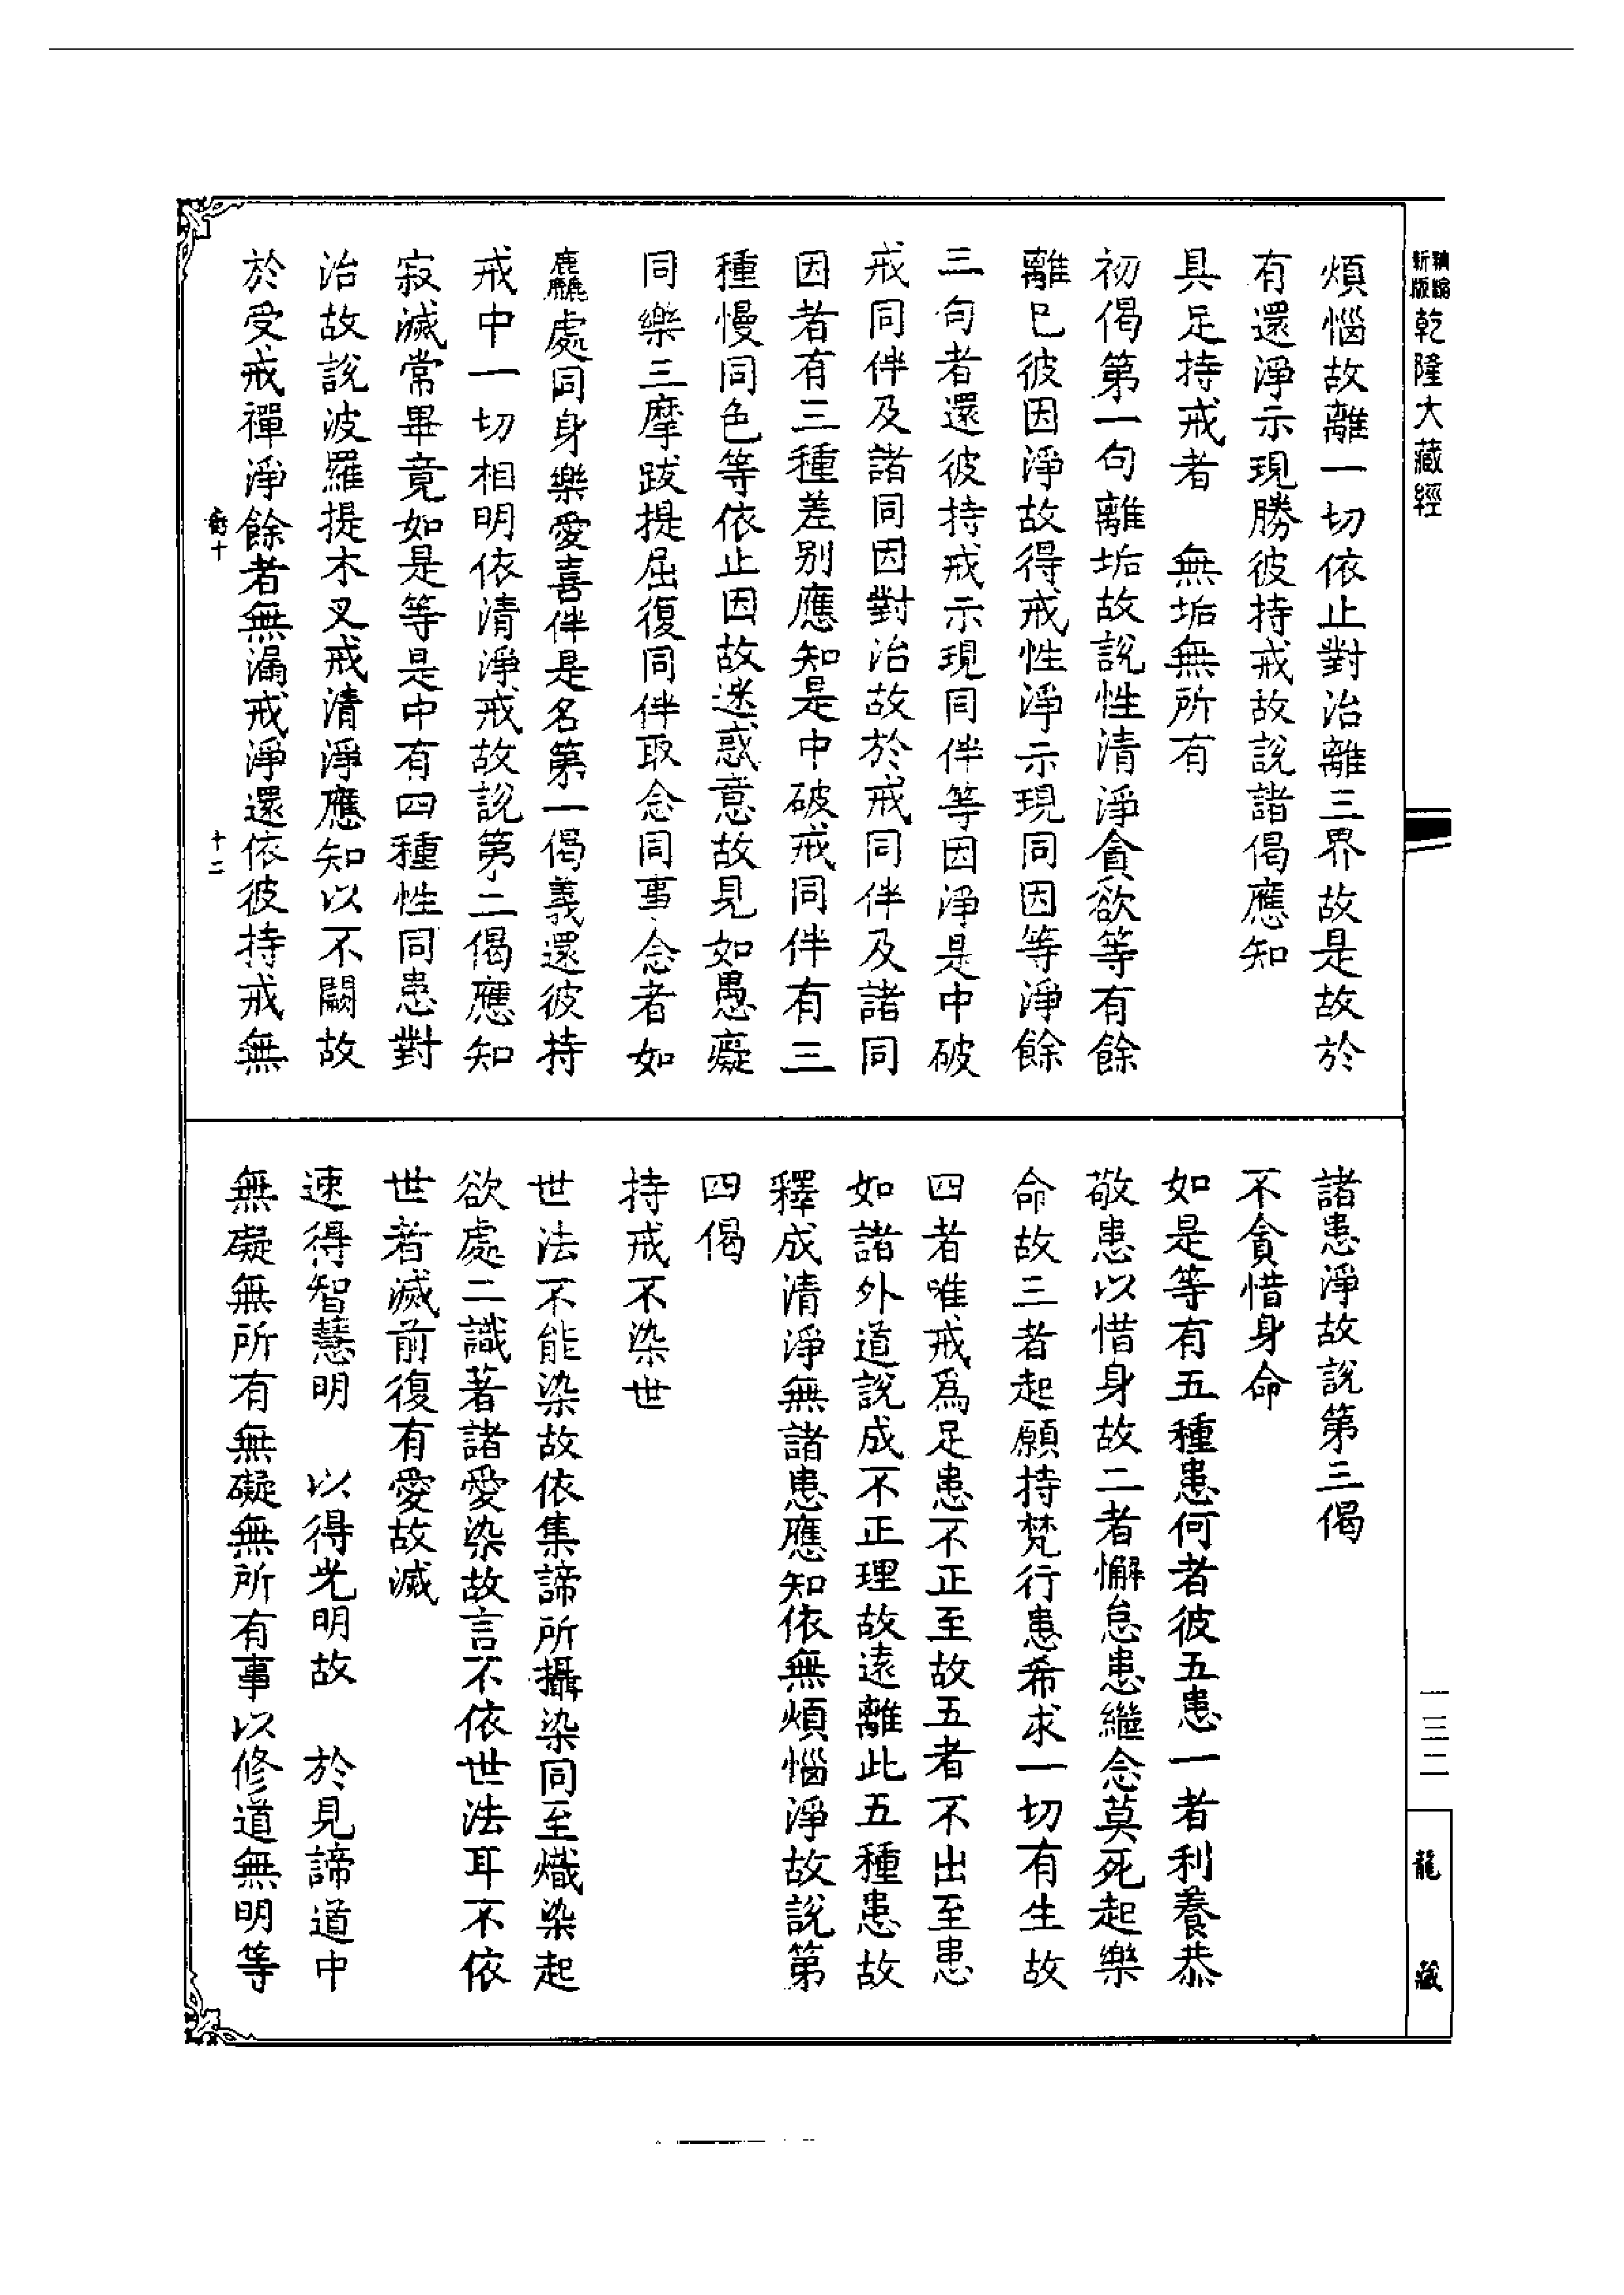 新版精縮乾隆大藏經
煩惱故離一切依止對治離三界故是故於
有還淨示現勝彼持戒故說諸偈應知
具足持戒者　無垢無所有
初偈第一句離垢故說性清淨貪欲等有餘
離已彼因淨故得戒性淨示現同因等淨餘
三句者還彼持戒示現同伴等因淨是中破
戒同伴及諸同因對治故於戒同伴及諸同
因者有三種差別應知是中破戒同伴有三
種慢同色等依止因故迷惑意故見如愚癡
同樂三摩跋提屈復同伴取念同事念者如
麤處同身樂愛喜伴是名第一偈義還彼持
戒中一切相明依清淨戒故說第二偈應知
寂滅常畢竟如是等是中有四種性同患對
治故說波羅提木叉戒清淨應知以不闕故
於受戒禪淨餘者無漏戒淨還依彼持戒無
十
十二
諸患淨故說第三偈
不貪惜身命
如是等有五種患何者彼五患一者利養恭
敬患以惜身故二者懈怠患繼念莫死起樂
命故三者起願持梵行患希求一切有生故
四者唯戒爲足患不正至故五者不出至患
如諸外道說成不正理故遠離此五種患故
釋成清淨無諸患應知依無煩惱淨故說第
四偈
持戒不染世
世法不能染故依集諦所攝染同至熾染起
欲處二識著諸愛染故言不依世法耳不依
世者滅前復有愛故滅
速得智慧明　以得光明故　於見諦道中
無礙無所有無礙無所有事以修道無明等
一三二
龍藏